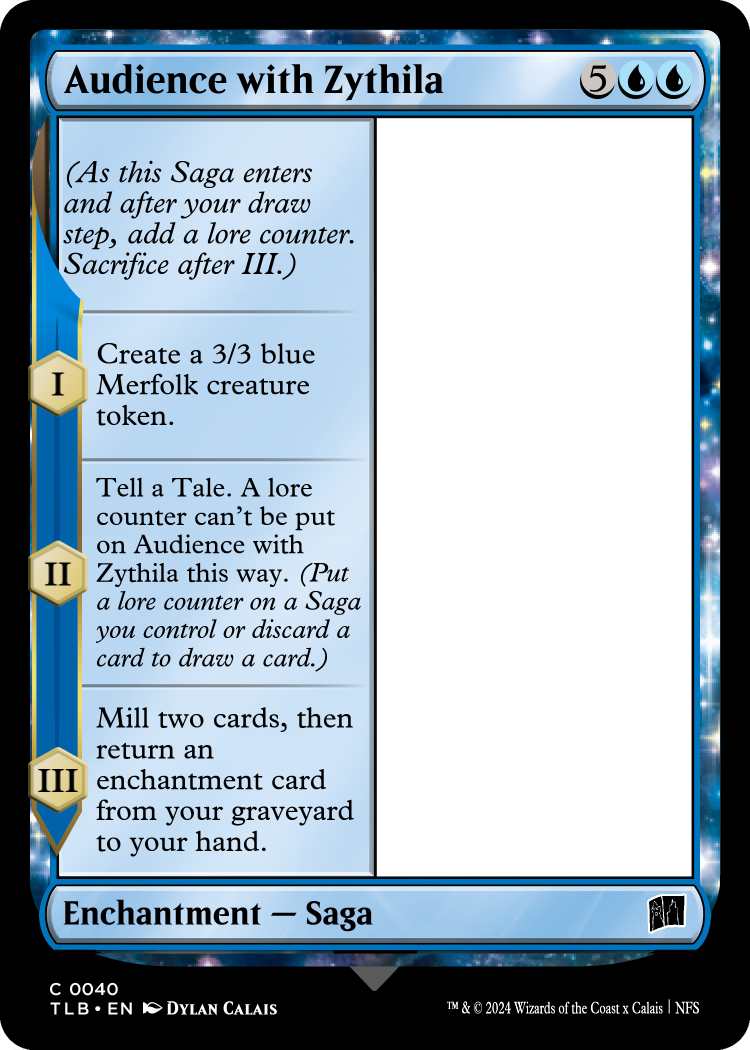 Audience with Zythila 5
(As this Saga enters
and after your draw
step, add a lore counter.
Sacrifice after III.)
I
Create a 3/3 blue
Merfolk creature
token.
II
Tell a Tale. A lore
counter can't be put
on Audience with
Zythila this way. (Put
a lore counter on a Saga
you control or discard a
card to draw a card.)
III
Mill two cards, then
return an
enchantment card
from your graveyard
to your hand.
Enchantment — Saga
C 0040
TLB • EN Dylan Calais
™ & © 2024 Wizards of the Coast x Calais | NFS